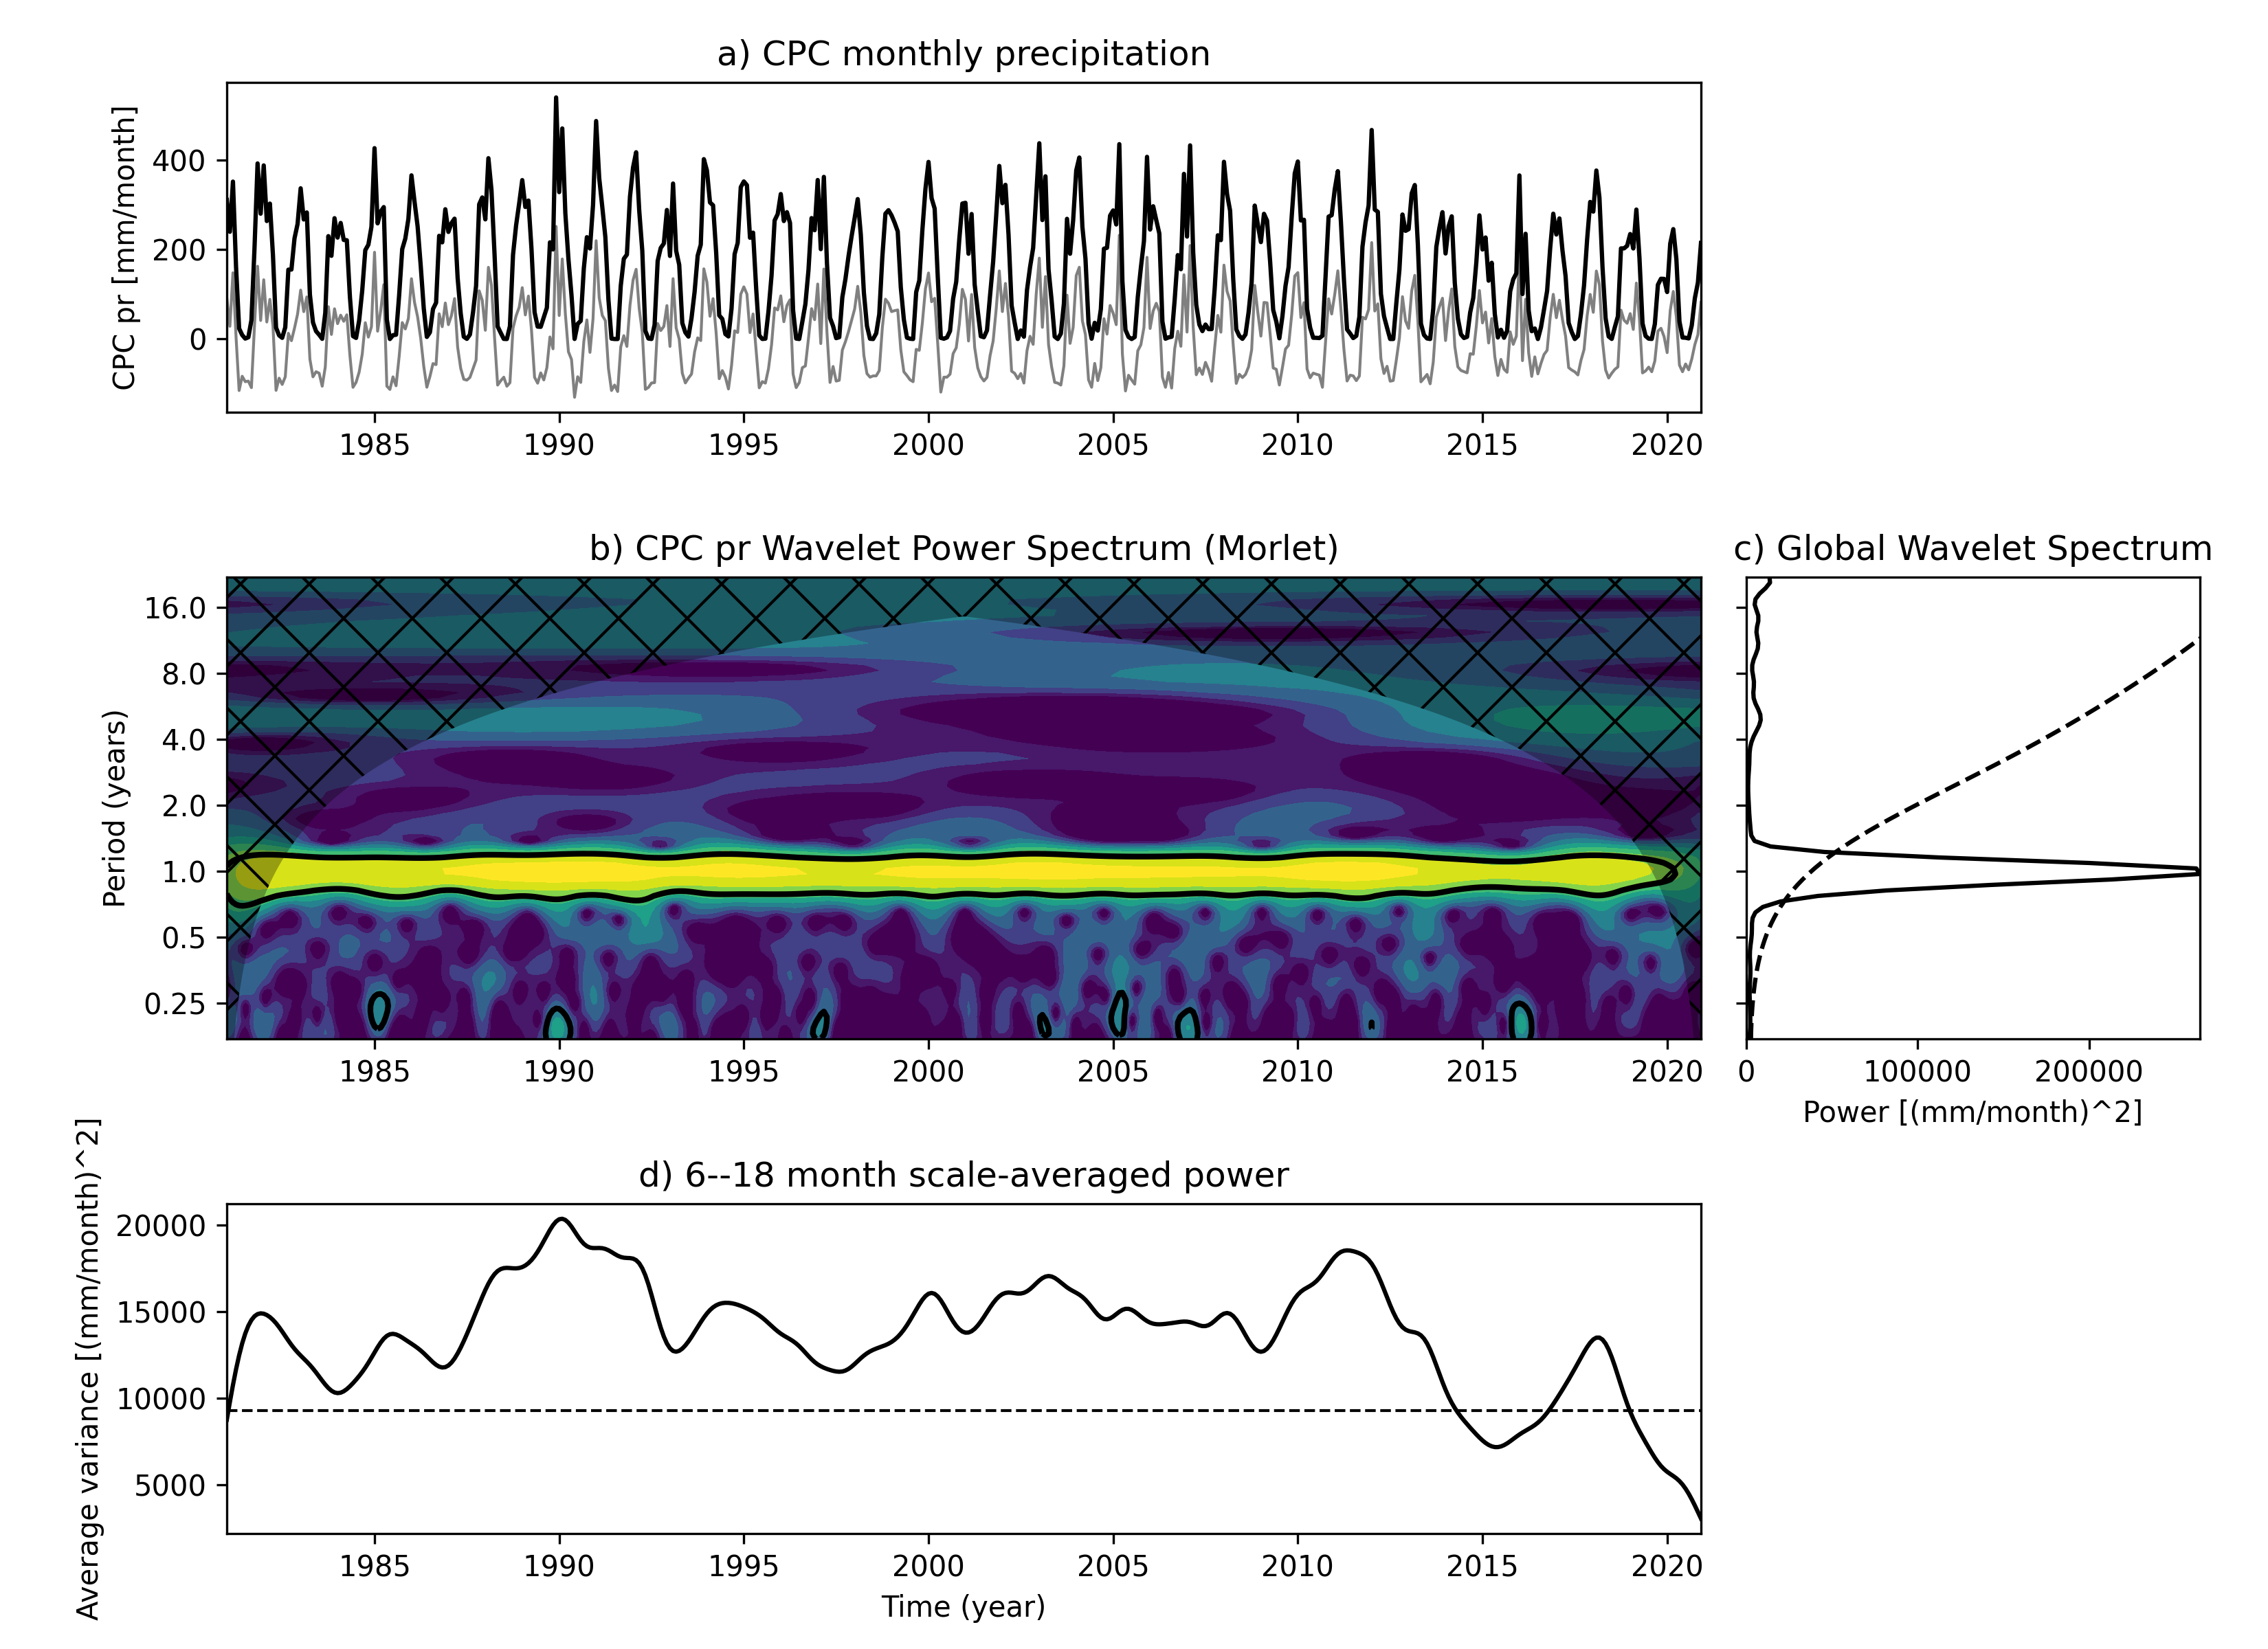 a) CPC monthly precipitation
CPC pr [mm/month]
400
200
0
1985 1990 1995 2000 2005 2010 2015 2020
b) CPC pr Wavelet Power Spectrum (Morlet)
Period (years)
16.0
8.0
4.0
2.0
1.0
0.5
0.25
1985 1990 1995 2000 2005 2010 2015 2020
c) Global Wavelet Spectrum
0 100000 200000
Power [(mm/month)^2]
d) 6--18 month scale-averaged power
Average variance [(mm/month)^2]
20000
15000
10000
5000
1985 1990 1995 2000 2005 2010 2015 2020
Time (year)